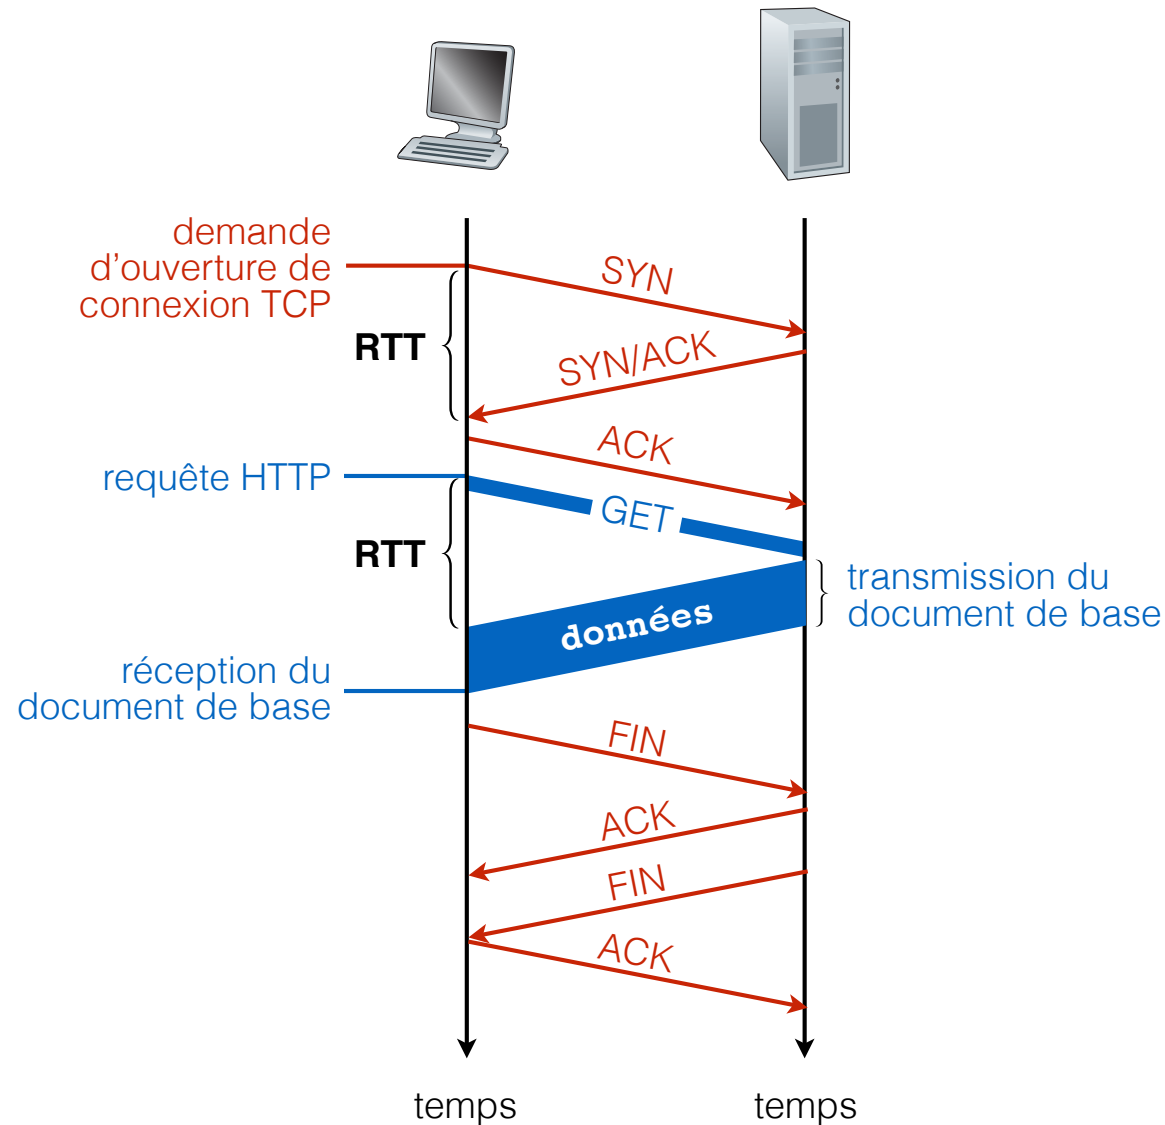 demande
d'ouverture de
connexion TCP
SYN
RTT
SYN/ACK
ACK
requête HTTP
GET
RTT
transmission du
document de base
données
réception du
document de base
FIN
ACK
FIN
ACK
temps
temps